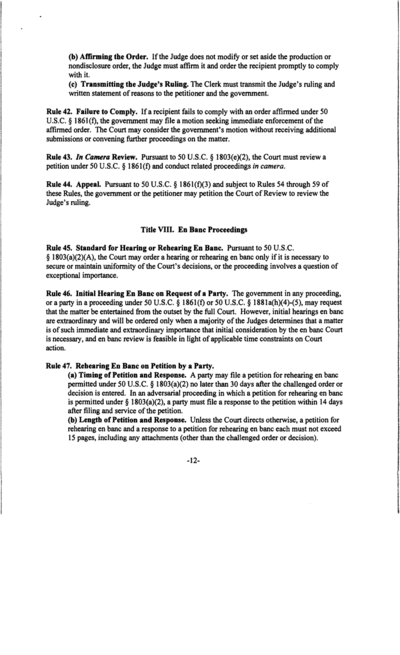 (b) Affirming the Order. If the Judge does not modify or set aside the production or
nondisclosure order, the Judge must affirm it and order the recipient promptly to comply
with it.
(c) Transmitting the Judge's Ruling. The Clerk must transmit the Judge's ruling and
written statement of reasons to the petitioner and the government.
Rule 42. Failure to Comply. If a recipient fails to comply with an order affirmed under 50
U.S.C. § 1861(f), the government may file a motion seeking immediate enforcement of the
affirmed order. The Court may consider the government's motion without receiving additional
submissions or convening further proceedings on the matter.
Rule 43. In Camera Review. Pursuant to 50 U.S.C. § 1803(e)(2), the Court must review a
petition under 50 U.S.C. § 1861(f) and conduct related proceedings in camera.
Rule 44. Appeal. Pursuant to 50 U.S.C. § 1861(f)(3) and subject to Rules 54 through 59 of
these Rules, the government or the petitioner may petition the Court of Review to review the
Judge's ruling.
Title VIII. En Banc Proceedings
Rule 45. Standard for Hearing or Rehearing En Banc. Pursuant to 50 U.S.C.
§ 1803(a)(2)(A), the Court may order a hearing or rehearing en banc only if it is necessary to
secure or maintain uniformity of the Court's decisions, or the proceeding involves a question of
exceptional importance.
Rule 46. Initial Hearing En Banc on Request of a Party. The government in any proceeding,
or a party in a proceeding under 50 U.S.C. § 1861(f) or 50 U.S.C. § 1881a(h)(4)-(5), may request
that the matter be entertained from the outset by the full Court. However, initial hearings en banc
are extraordinary and will be ordered only when a majority of the Judges determines that a matter
is of such immediate and extraordinary importance that initial consideration by the en banc Court
is necessary, and en banc review is feasible in light of applicable time constraints on Court
action.
Rule 47. Rehearing En Banc on Petition by a Party.
(a) Timing of Petition and Response. A party may file a petition for rehearing en banc
permitted under 50 U.S.C. § 1803(a)(2) no later than 30 days after the challenged order or
decision is entered. In an adversarial proceeding in which a petition for rehearing en banc
is permitted under § 1803(a)(2), a party must file a response to the petition within 14 days
after filing and service of the petition.
(b) Length of Petition and Response. Unless the Court directs otherwise, a petition for
rehearing en banc and a response to a petition for rehearing en banc each must not exceed
15 pages, including any attachments (other than the challenged order or decision).
-12-